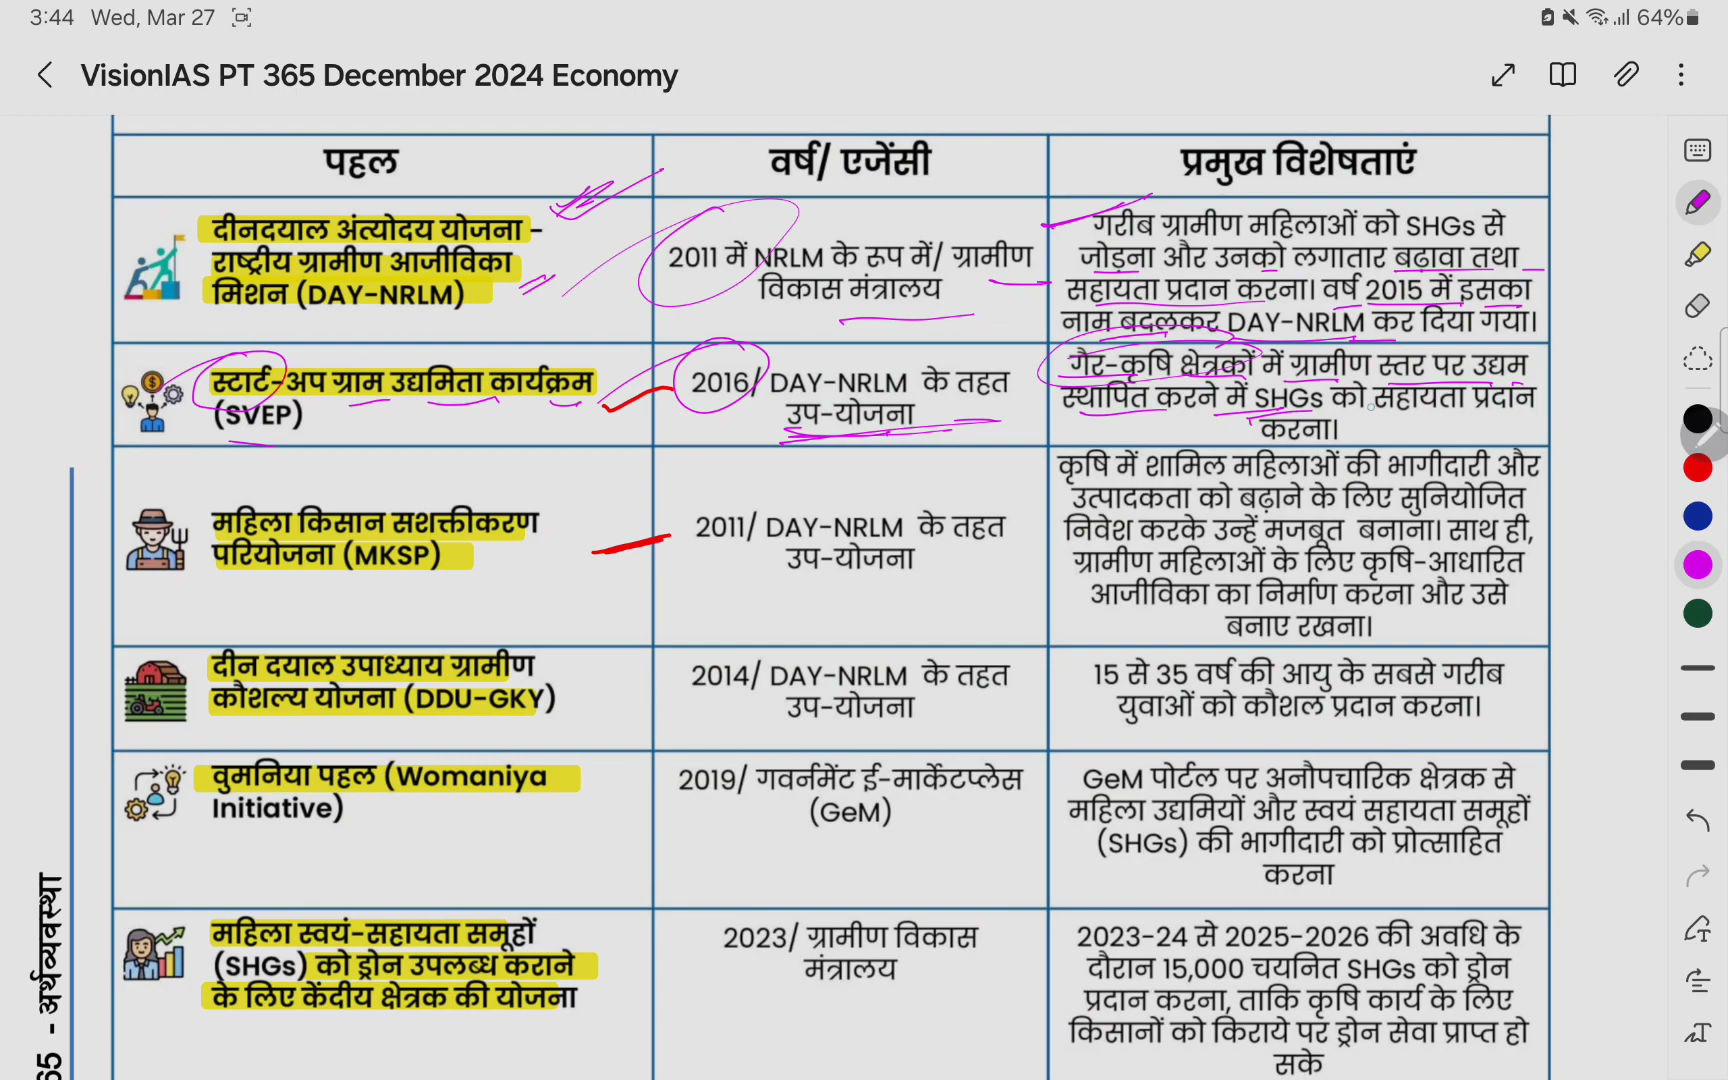 3:44 Wed, Mar 27
64%
VisionIAS PT 365 December 2024 Economy
पहल
वर्ष/ एजेंसी
प्रमुख विशेषताएं
दीनदयाल अंत्योदय योजना -
राष्ट्रीय ग्रामीण आजीविका
मिशन (DAY-NRLM)
2011 में NRLM के रूप में/ ग्रामीण
विकास मंत्रालय
गरीब ग्रामीण महिलाओं को SHGs से
जोड़ना और उनको लगातार बढ़ावा तथा
सहायता प्रदान करना। वर्ष 2015 में इसका
नाम बदलकर DAY-NRLM कर दिया गया।
स्टार्ट-अप ग्राम उद्यमिता कार्यक्रम
(SVEP)
2016/ DAY-NRLM के तहत
उप-योजना
गैर-कृषि क्षेत्रकों में ग्रामीण स्तर पर उद्यम
स्थापित करने में SHGs को सहायता प्रदान
करना।
महिला किसान सशक्तीकरण
परियोजना (MKSP)
2011/ DAY-NRLM के तहत
उप-योजना
कृषि में शामिल महिलाओं की भागीदारी और
उत्पादकता को बढ़ाने के लिए सुनियोजित
निवेश करके उन्हें मजबूत बनाना। साथ ही,
ग्रामीण महिलाओं के लिए कृषि-आधारित
आजीविका का निर्माण करना और उसे
बनाए रखना।
दीन दयाल उपाध्याय ग्रामीण
कौशल्य योजना (DDU-GKY)
2014/ DAY-NRLM के तहत
उप-योजना
15 से 35 वर्ष की आयु के सबसे गरीब
युवाओं को कौशल प्रदान करना।
वुमनिया पहल (Womaniya
Initiative)
2019/ गवर्नमेंट ई-मार्केटप्लेस
(GeM)
GeM पोर्टल पर अनौपचारिक क्षेत्रक से
महिला उद्यमियों और स्वयं सहायता समूहों
(SHGs) की भागीदारी को प्रोत्साहित
करना
महिला स्वयं-सहायता समूहों
(SHGs) को ड्रोन उपलब्ध कराने
के लिए केंदीय क्षेत्रक की योजना
2023/ ग्रामीण विकास
मंत्रालय
2023-24 से 2025-2026 की अवधि के
दौरान 15,000 चयनित SHGs को ड्रोन
प्रदान करना, ताकि कृषि कार्य के लिए
किसानों को किराये पर ड्रोन सेवा प्राप्त हो
सके
65 - अर्थव्यवस्था